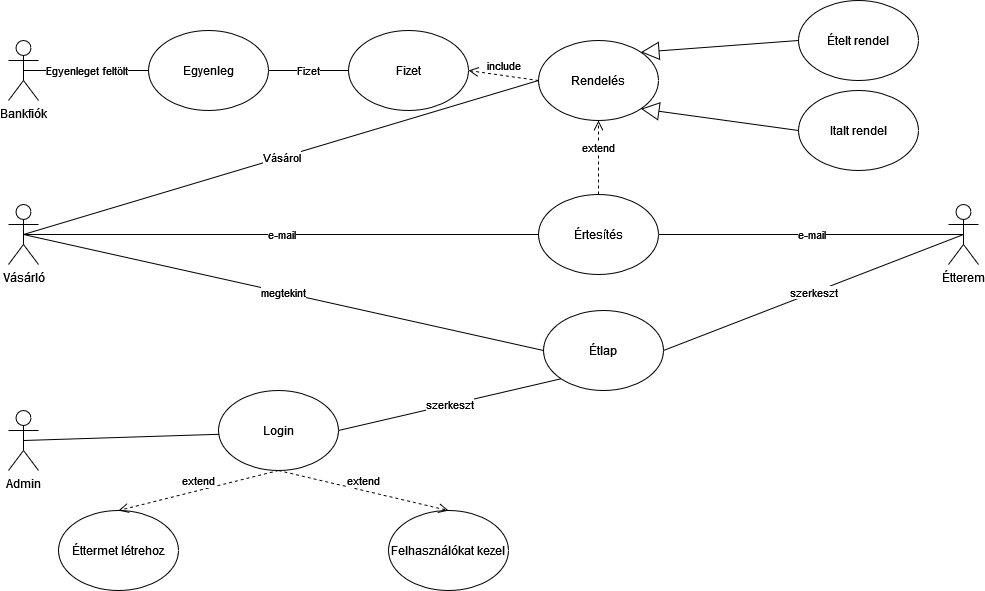 Ételt rendel
Egyenleget feltölt
Egyenleg
Fizet
Fizet
include
Rendelés
Bankfiók
Italt rendel
extend
Vásárol
e-mail
Értesítés
e-mail
Vásárló
Étterem
megtekint
szerkeszt
Étlap
szerkeszt
Login
Admin
extend
extend
Éttermet létrehoz
Felhasználókat kezel